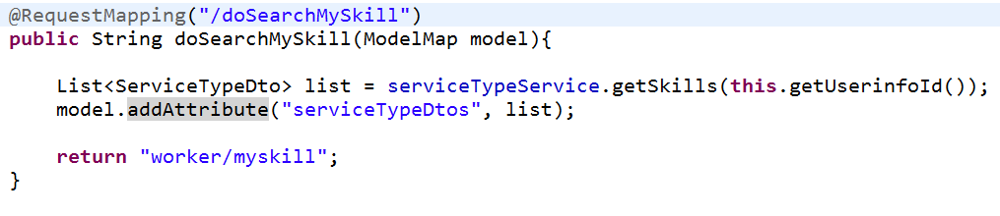 @RequestMapping("/doSearchMySkill")
public String doSearchMySkill(ModelMap model){
List<ServiceTypeDto> list = serviceTypeService.getSkills(this.getUserinfoId());
model.addAttribute("serviceTypeDtos", list);
return "worker/myskill";
}